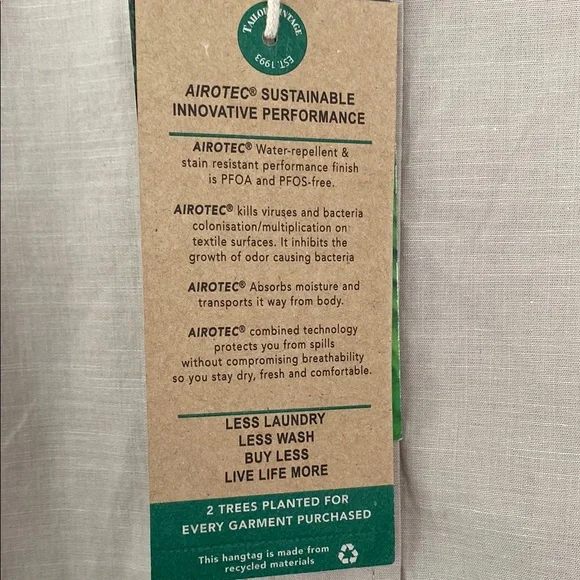 TAILOR VINTAGE
EST. 1993
AIROTEC® SUSTAINABLE
INNOVATIVE PERFORMANCE
AIROTEC® Water-repellent &
stain resistant performance finish
is PFOA and PFOS-free.
AIROTEC® kills viruses and bacteria
colonisation/multiplication on
textile surfaces. It inhibits the
growth of odor causing bacteria
AIROTEC® Absorbs moisture and
transports it way from body.
AIROTEC® combined technology
protects you from spills
without compromising breathability
so you stay dry, fresh and comfortable.
LESS LAUNDRY
LESS WASH
BUY LESS
LIVE LIFE MORE
2 TREES PLANTED FOR
EVERY GARMENT PURCHASED
This hangtag is made from
recycled materials